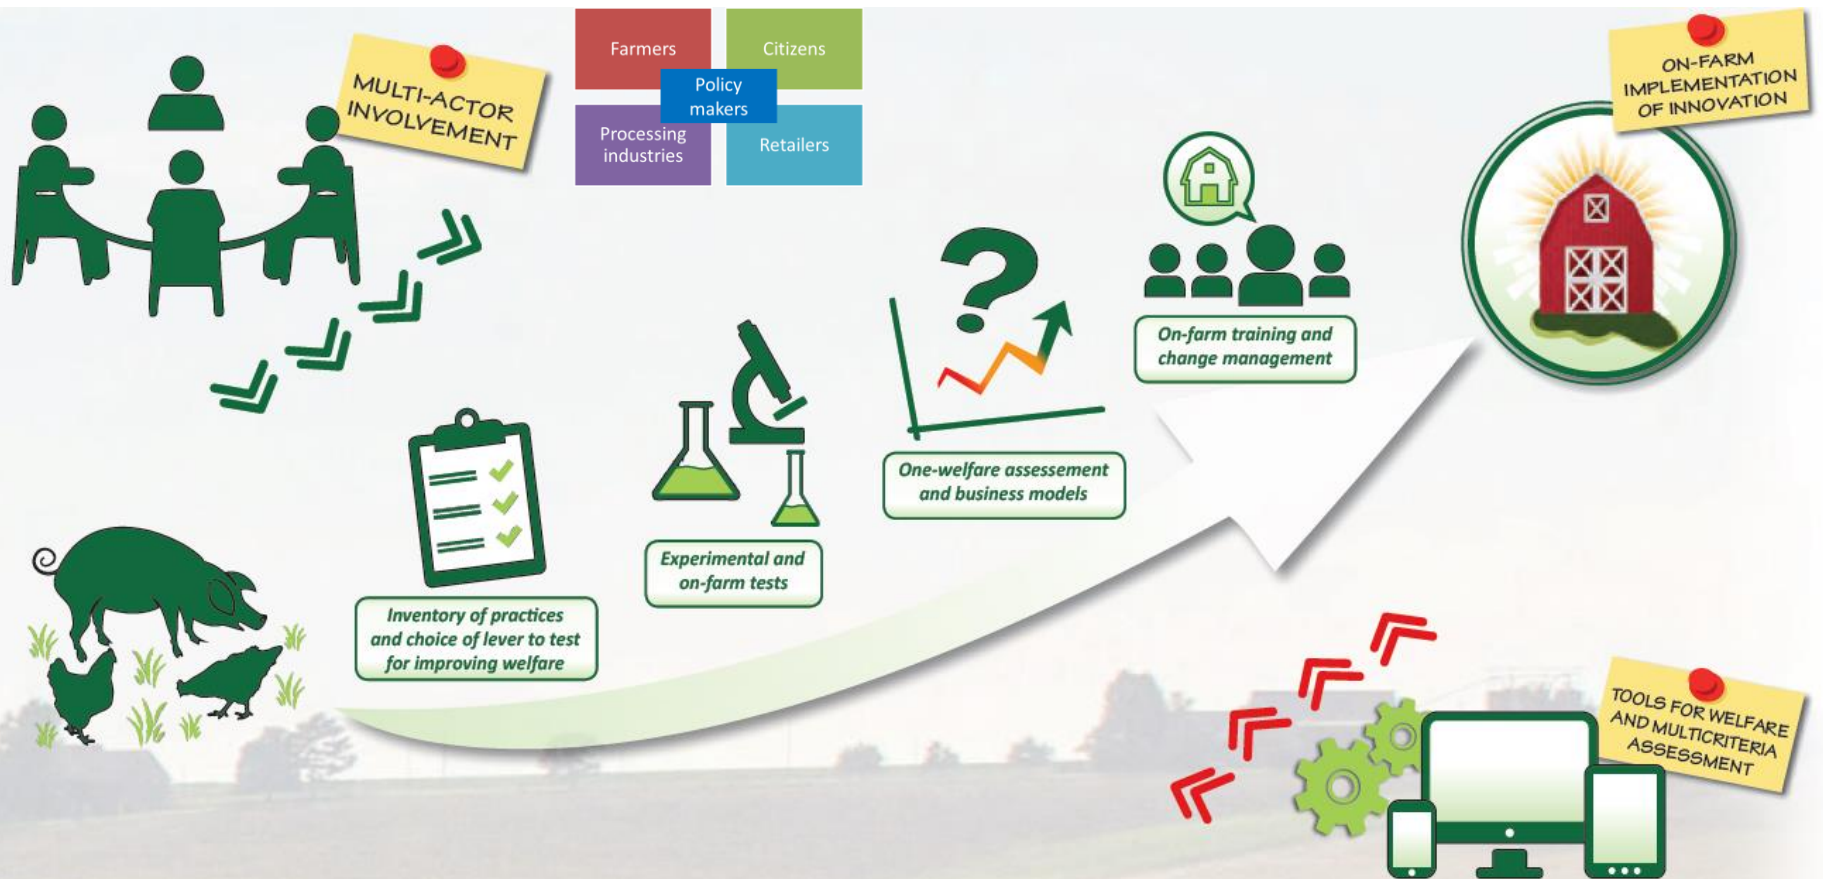 MULTI-ACTOR
INVOLVEMENT
Farmers
Citizens
Policy
makers
Processing
industries
Retailers
ON-FARM
IMPLEMENTATION
OF INNOVATION
On-farm training and
change management
One-welfare assessement
and business models
Experimental and
on-farm tests
Inventory of practices
and choice of lever to test
for improving welfare
TOOLS FOR WELFARE
AND MULTICRITERIA
ASSESSMENT